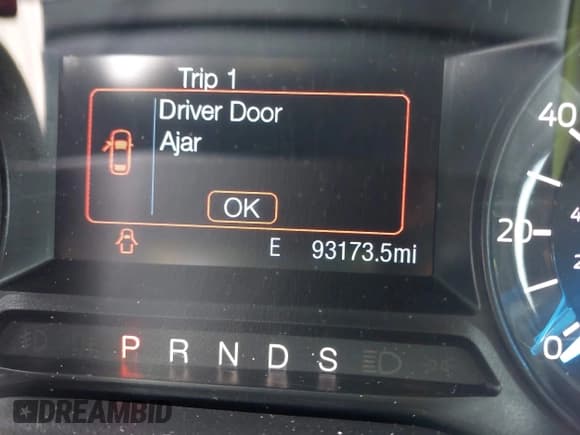 Trip 1
Driver Door
Ajar
OK
E 93173.5mi
P R N D S
40
20
0
DREAMBID